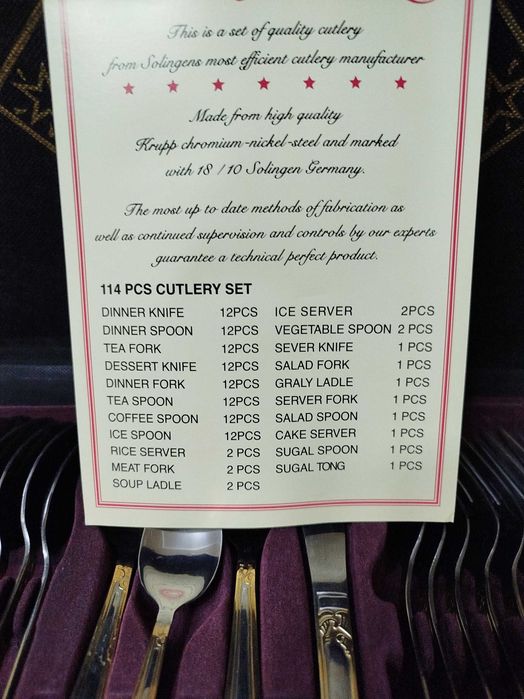 This is a set of quality cutlery
from Solingens most efficient cutlery manufacturer
Made from high quality
Krupp chromium-nickel-steel and marked
with 18 / 10 Solingen Germany.
The most up to date methods of fabrication as
well as continued supervision and controls by our experts
guarantee a technical perfect product.
114 PCS CUTLERY SET
DINNER KNIFE 12PCS
DINNER SPOON 12PCS
TEA FORK 12PCS
DESSERT KNIFE 12PCS
DINNER FORK 12PCS
TEA SPOON 12PCS
COFFEE SPOON 12PCS
ICE SPOON 12PCS
RICE SERVER 2 PCS
MEAT FORK 2 PCS
SOUP LADLE 2 PCS
ICE SERVER 2PCS
VEGETABLE SPOON 2 PCS
SEVER KNIFE 1 PCS
SALAD FORK 1 PCS
GRALY LADLE 1 PCS
SERVER FORK 1 PCS
SALAD SPOON 1 PCS
CAKE SERVER 1 PCS
SUGAL SPOON 1 PCS
SUGAL TONG 1 PCS